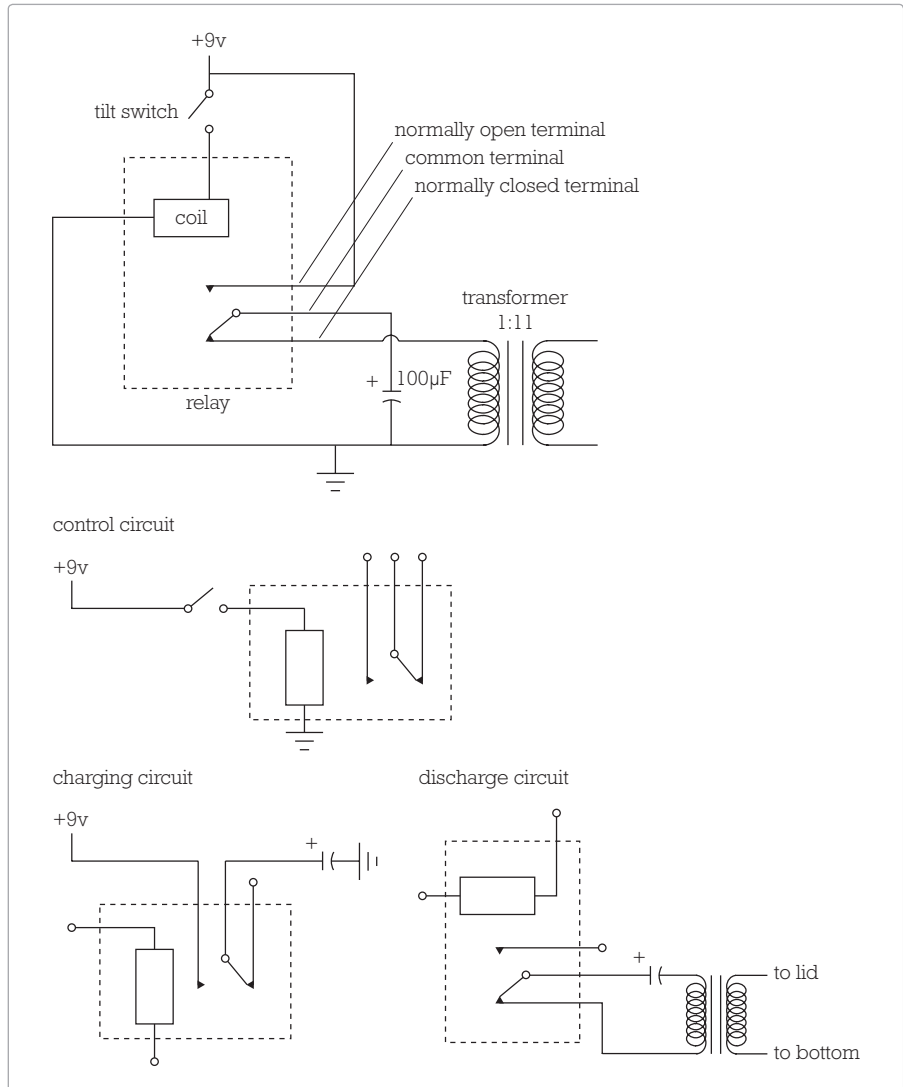 +9v
tilt switch
normally open terminal
common terminal
normally closed terminal
coil
transformer
1:11
+ 100µF
relay
control circuit
+9v
charging circuit
discharge circuit
+9v
+
+
to lid
to bottom